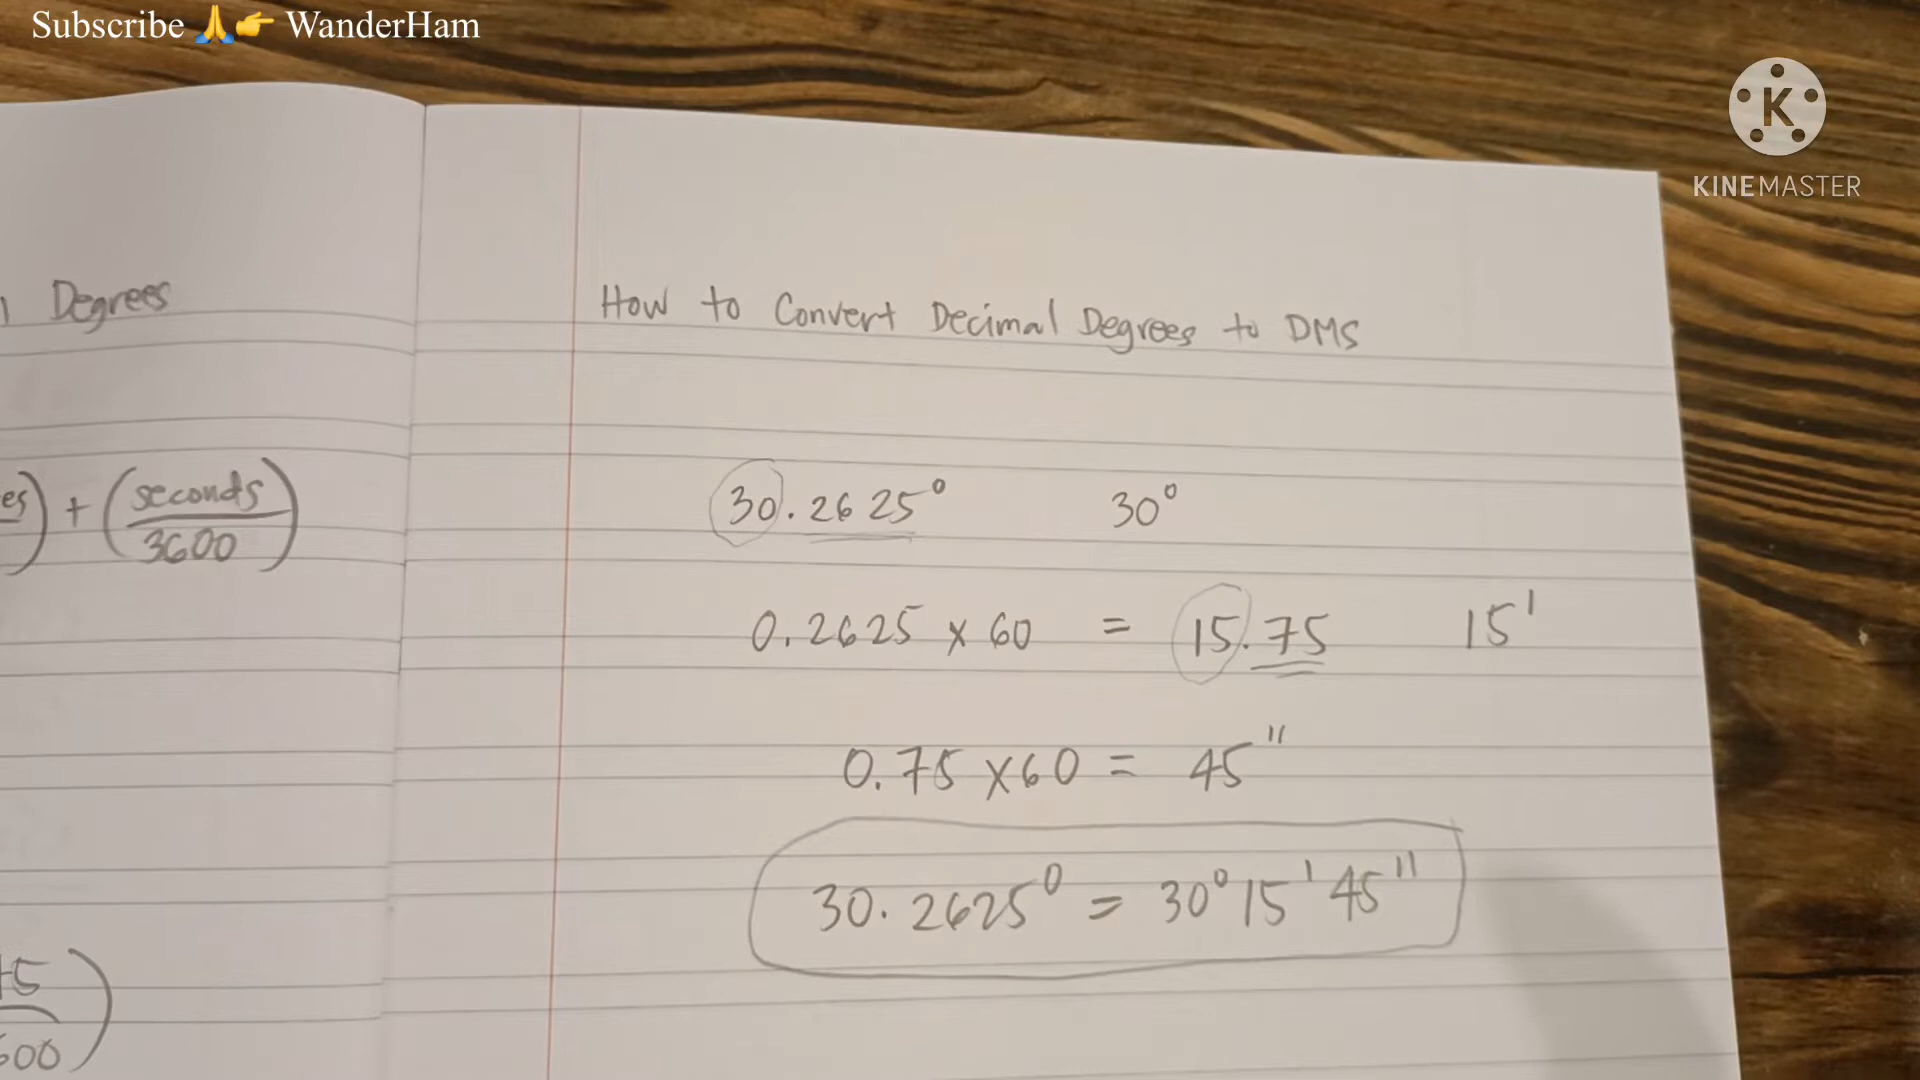 Subscribe 🙏👉 WanderHam
KINEMASTER
Degrees
(seconds/3600)
How to Convert Decimal Degrees to DMS
30.2625° 30°
0.2625 x 60 = 15.75 15'
0.75 x 60 = 45"
30.2625° = 30° 15' 45"